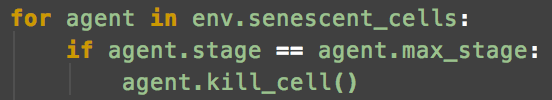 for agent in env.senescent_cells:
    if agent.stage == agent.max_stage:
        agent.kill_cell()